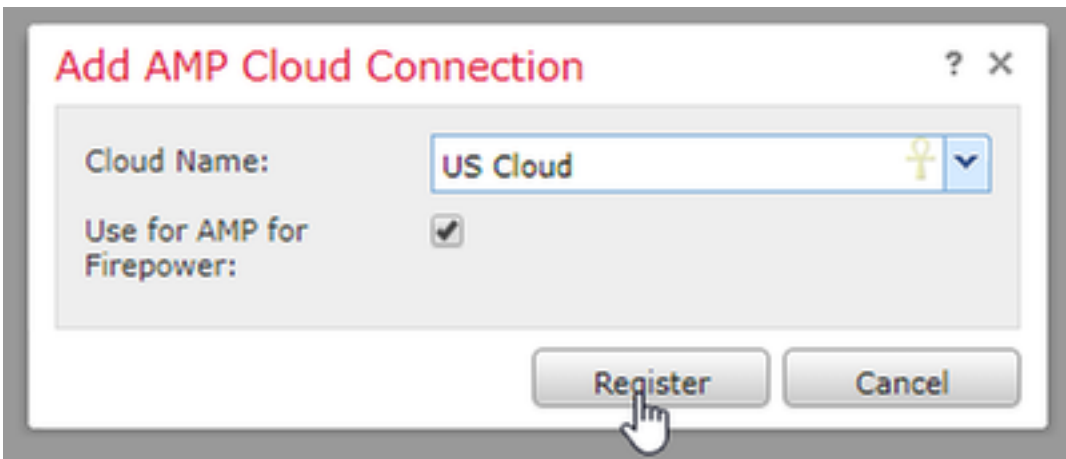 Add AMP Cloud Connection ? ×
Cloud Name: US Cloud
Use for AMP for
Firepower:
Register Cancel